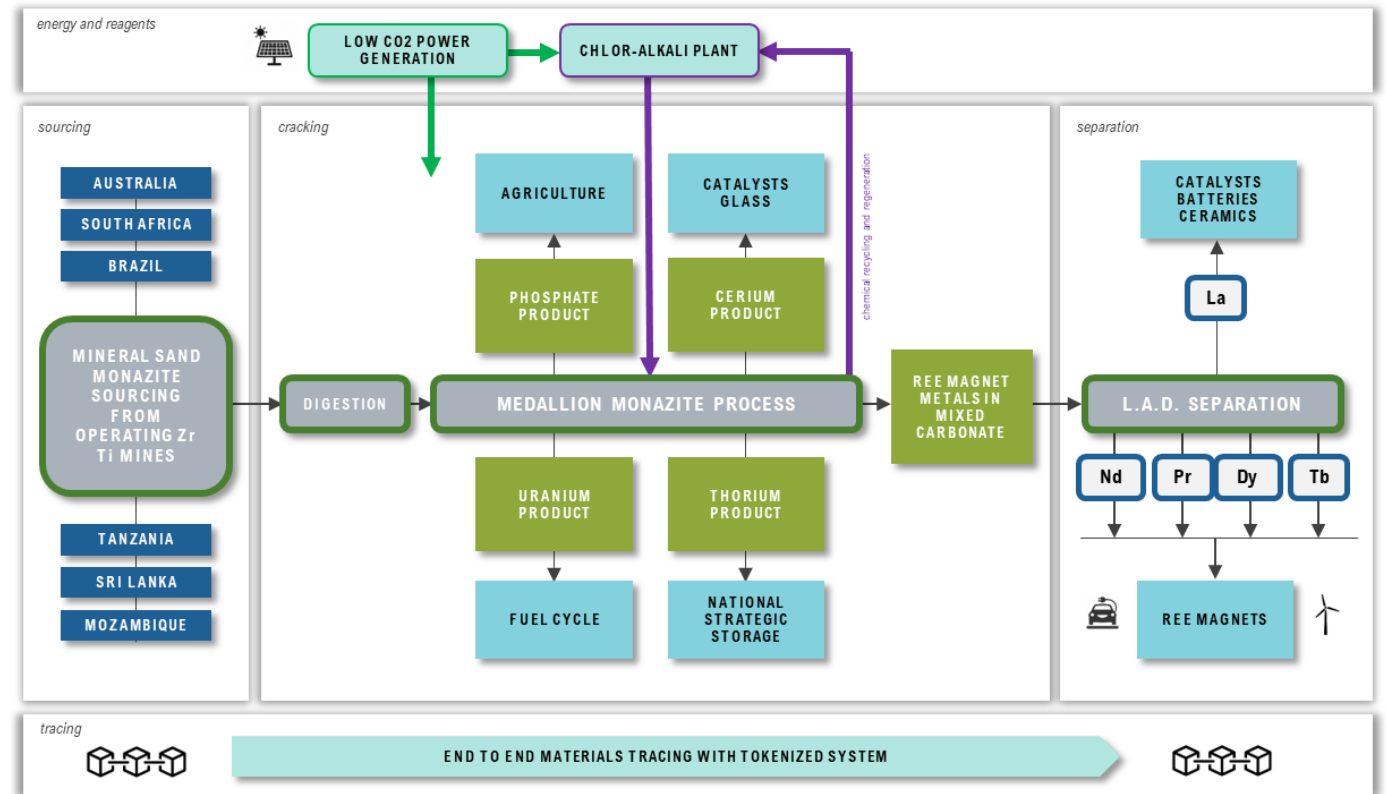 energy and reagents
LOW CO2 POWER
GENERATION
CHLOR-ALKALI PLANT
sourcing
AUSTRALIA
SOUTH AFRICA
BRAZIL
MINERAL SAND
MONAZITE
SOURCING
FROM
OPERATING Zr
Ti MINES
TANZANIA
SRI LANKA
MOZAMBIQUE
cracking
AGRICULTURE
CATALYSTS
GLASS
chemical recycling and regeneration
PHOSPHATE
PRODUCT
CERIUM
PRODUCT
DIGESTION
MEDALLION MONAZITE PROCESS
REE MAGNET
METALS IN
MIXED
CARBONATE
URANIUM
PRODUCT
THORIUM
PRODUCT
FUEL CYCLE
NATIONAL
STRATEGIC
STORAGE
separation
CATALYSTS
BATTERIES
CERAMICS
La
L.A.D. SEPARATION
Nd
Pr
Dy
Tb
REE MAGNETS
tracing
END TO END MATERIALS TRACING WITH TOKENIZED SYSTEM